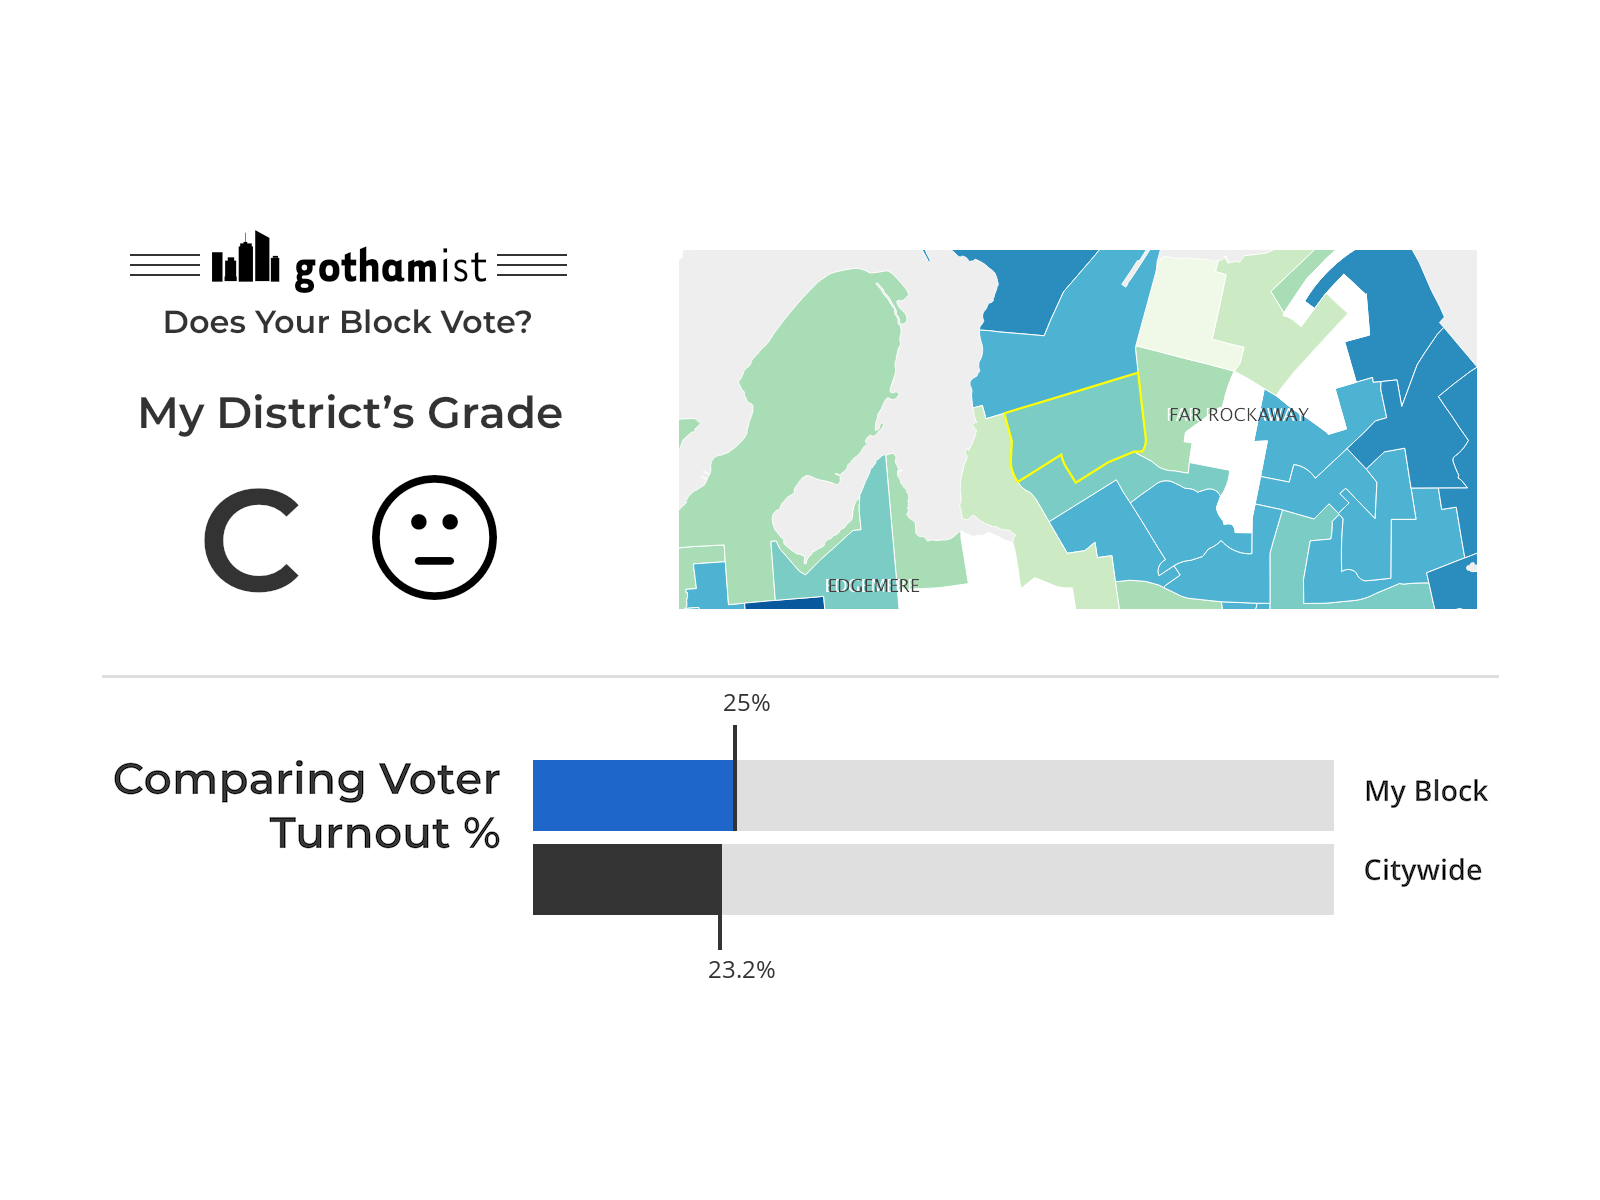 gothamist
Does Your Block Vote?
My District's Grade
C
FAR ROCKAWAY
EDGEMERE
25%
Comparing Voter
Turnout %
My Block
Citywide
23.2%